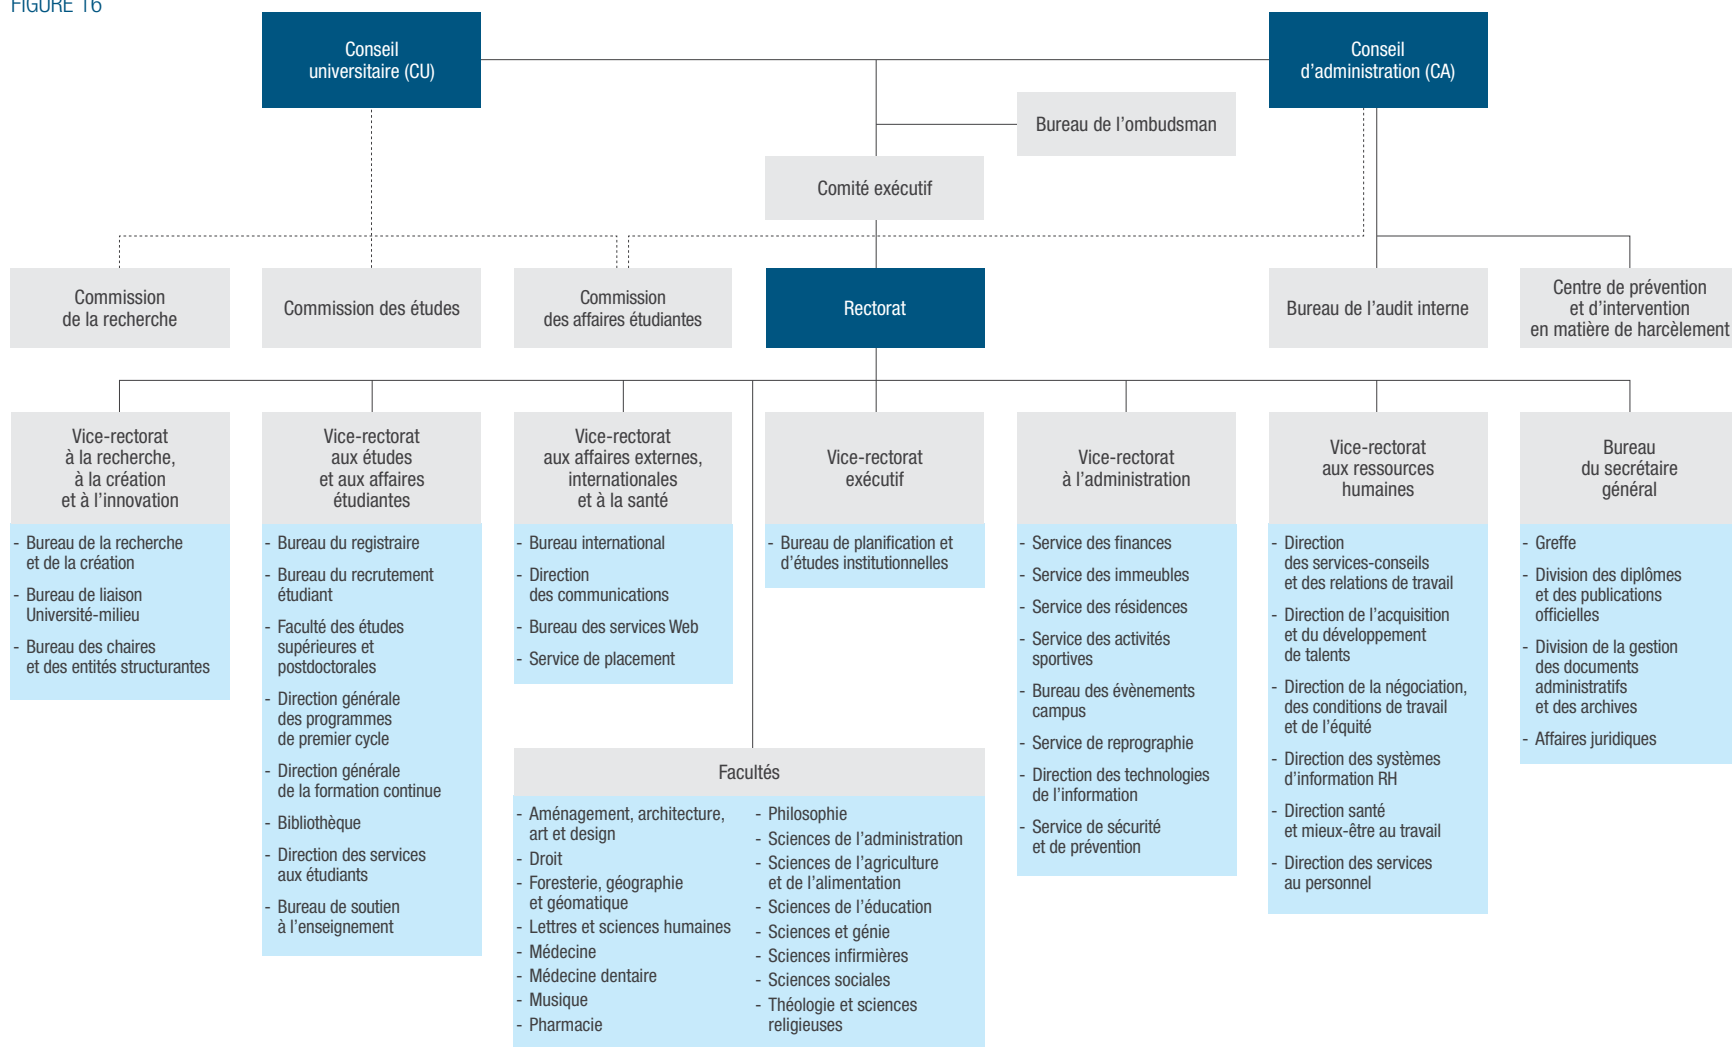 FIGURE 16
Conseil
universitaire (CU)
Conseil
d'administration (CA)
Bureau de l'ombudsman
Comité exécutif
Commission
de la recherche
Commission des études
Commission
des affaires étudiantes
Rectorat
Bureau de l'audit interne
Centre de prévention
et d'intervention
en matière de harcèlement
Vice-rectorat
à la recherche,
à la création
et à l'innovation
- Bureau de la recherche
et de la création
- Bureau de liaison
Université-milieu
- Bureau des chaires
et des entités structurantes
Vice-rectorat
aux études
et aux affaires
étudiantes
- Bureau du registraire
- Bureau du recrutement
étudiant
- Faculté des études
supérieures et
postdoctorales
- Direction générale
des programmes
de premier cycle
- Direction générale
de la formation continue
- Bibliothèque
- Direction des services
aux étudiants
- Bureau de soutien
à l'enseignement
Vice-rectorat
aux affaires externes,
internationales
et à la santé
- Bureau international
- Direction
des communications
- Bureau des services Web
- Service de placement
Vice-rectorat
exécutif
- Bureau de planification et
d'études institutionnelles
Vice-rectorat
à l'administration
- Service des finances
- Service des immeubles
- Service des résidences
- Service des activités
sportives
- Bureau des évènements
campus
- Service de reprographie
- Direction des technologies
de l'information
- Service de sécurité
et de prévention
Vice-rectorat
aux ressources
humaines
- Direction
des services-conseils
et des relations de travail
- Direction de l'acquisition
et du développement
de talents
- Direction de la négociation,
des conditions de travail
et de l'équité
- Direction des systèmes
d'information RH
- Direction santé
et mieux-être au travail
- Direction des services
au personnel
Bureau
du secrétaire
général
- Greffe
- Division des diplômes
et des publications
officielles
- Division de la gestion
des documents
administratifs
et des archives
- Affaires juridiques
Facultés
- Aménagement, architecture,
art et design
- Droit
- Foresterie, géographie
et géomatique
- Lettres et sciences humaines
- Médecine
- Médecine dentaire
- Musique
- Pharmacie
- Philosophie
- Sciences de l'administration
- Sciences de l'agriculture
et de l'alimentation
- Sciences de l'éducation
- Sciences et génie
- Sciences infirmières
- Sciences sociales
- Théologie et sciences
religieuses